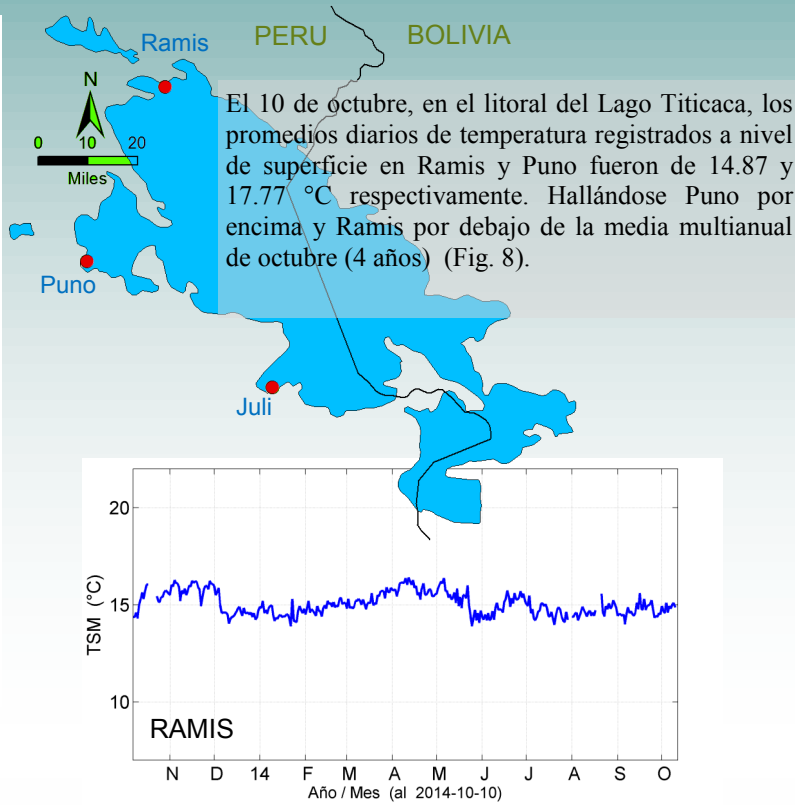 Ramis
PERU
BOLIVIA
N
0 10 20
Miles
El 10 de octubre, en el litoral del Lago Titicaca, los
promedios diarios de temperatura registrados a nivel
de superficie en Ramis y Puno fueron de 14.87 y
17.77 °C respectivamente. Hallándose Puno por
encima y Ramis por debajo de la media multianual
de octubre (4 años) (Fig. 8).
Puno
Juli
20
15
10
TSM (°C)
RAMIS
N D 14 F M A M J J A S O
Año / Mes (al 2014-10-10)